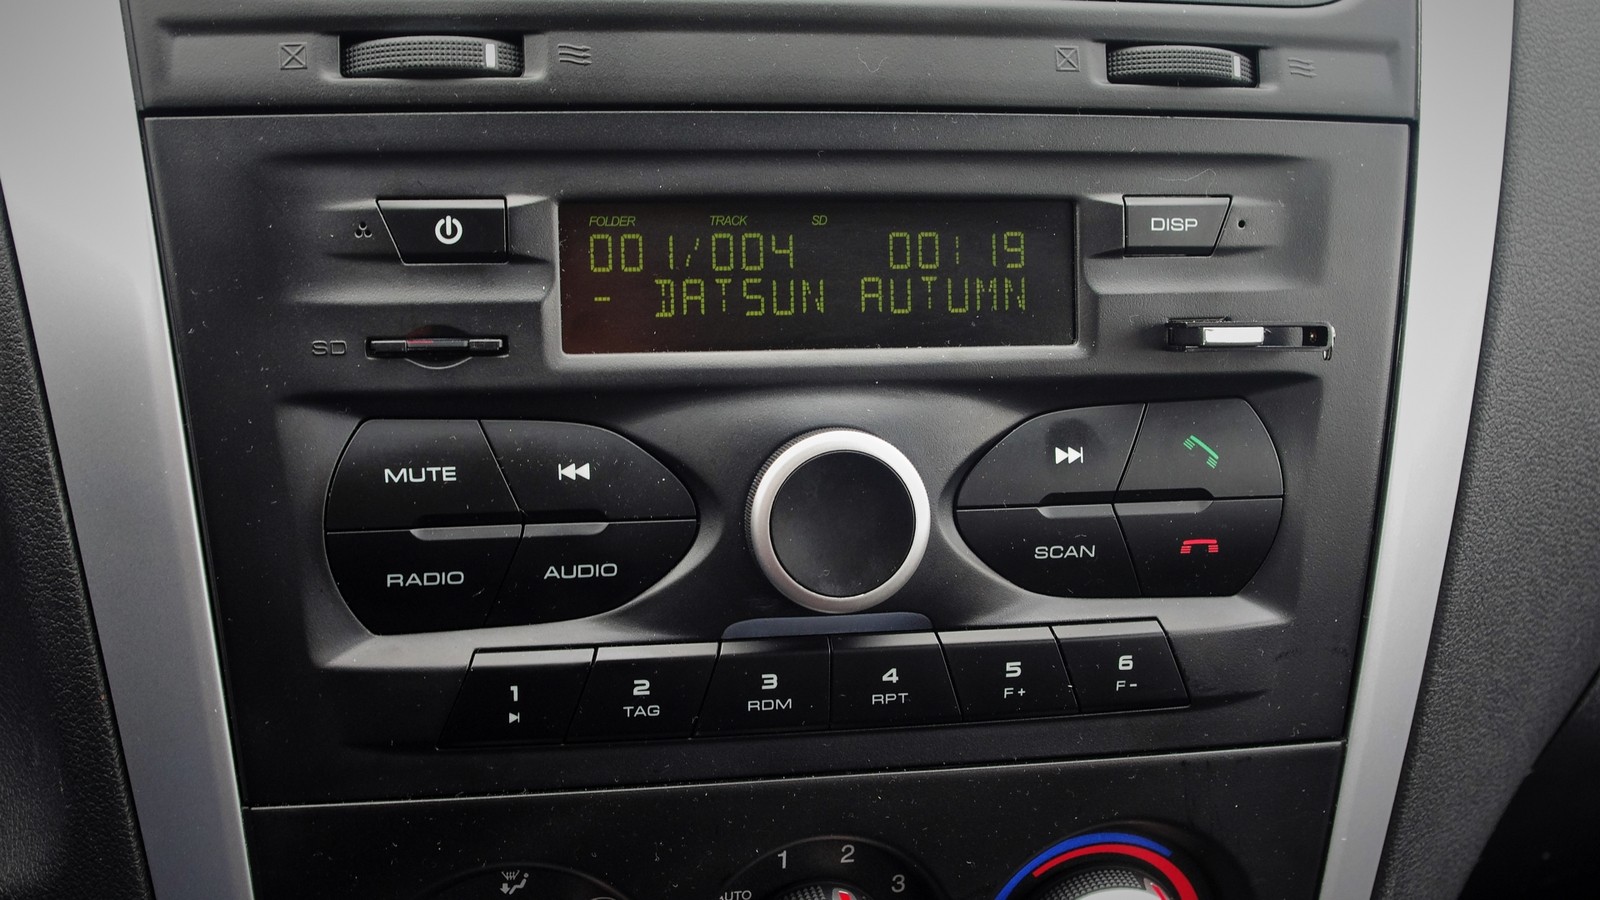 FOLDER TRACK SD
001/004 00:19
- DATSUN AUTUMN
DISP
SD
MUTE
RADIO
AUDIO
SCAN
1
2
TAG
3
RDM
4
RPT
5
F+
6
F-
AUTO
1
2
3